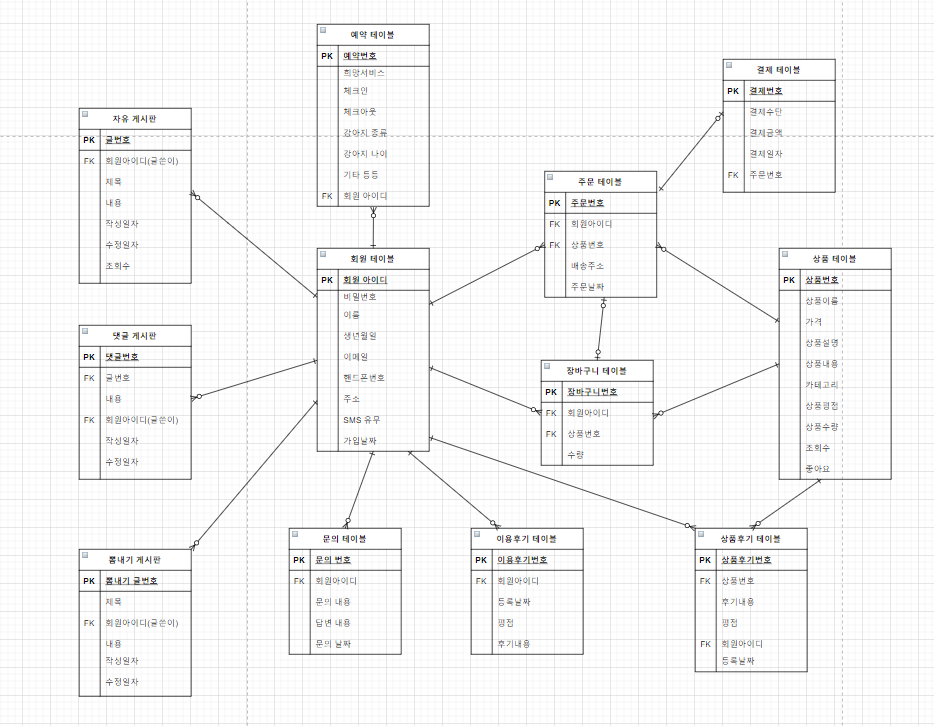 예약 테이블
PK 예약번호
희망서비스
체크인
체크아웃
강아지 종류
강아지 나이
기타 등등
FK 회원 아이디
결제 테이블
PK 결제번호
결제수단
결제금액
결제일자
FK 주문번호
자유 게시판
PK 글번호
FK 회원아이디(글쓴이)
제목
내용
작성일자
수정일자
조회수
주문 테이블
PK 주문번호
FK 회원아이디
FK 상품번호
배송주소
주문날짜
회원 테이블
PK 회원 아이디
비밀번호
이름
생년월일
이메일
핸드폰번호
주소
SMS 유무
가입날짜
상품 테이블
PK 상품번호
상품이름
가격
상품설명
상품내용
카테고리
상품평점
상품수량
조회수
좋아요
댓글 게시판
PK 댓글번호
FK 글번호
내용
FK 회원아이디(글쓴이)
작성일자
수정일자
장바구니 테이블
PK 장바구니번호
FK 회원아이디
FK 상품번호
수량
뽐내기 게시판
PK 뽐내기 글번호
제목
FK 회원아이디(글쓴이)
내용
작성일자
수정일자
문의 테이블
PK 문의 번호
FK 회원아이디
문의 내용
답변 내용
문의 날짜
이용후기 테이블
PK 이용후기번호
FK 회원아이디
등록날짜
평점
후기내용
상품후기 테이블
PK 상품후기번호
FK 상품번호
후기내용
평점
FK 회원아이디
등록날짜